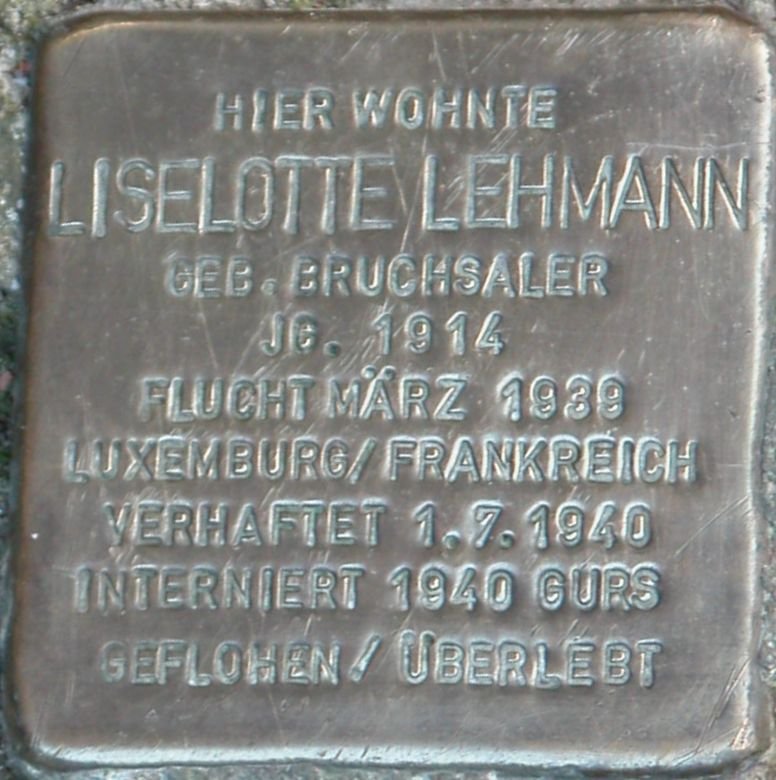 HIER WOHNTE
LISELOTTE LEHMANN
GEB. BRUCHSALER
JG. 1914
FLUCHT MÄRZ 1939
LUXEMBURG/FRANKREICH
VERHAFTET 1.7.1940
INTERNIERT 1940 GURS
GEFLOHEN/ÜBERLEBT